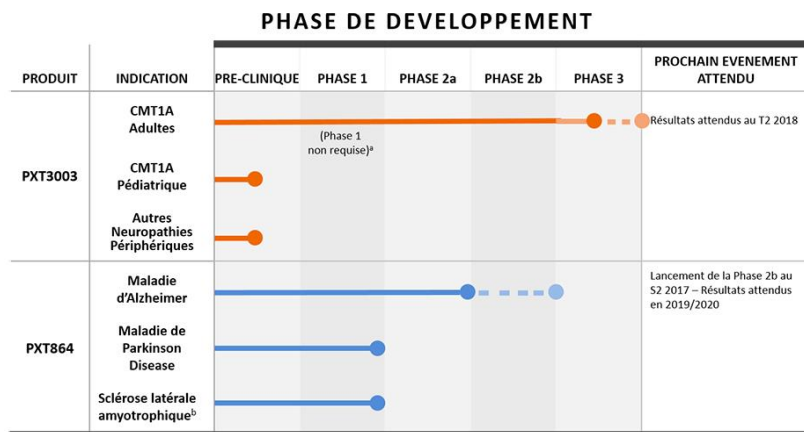 PHASE DE DEVELOPPEMENT
PRODUIT
INDICATION
PRE-CLINIQUE
PHASE 1
PHASE 2a
PHASE 2b
PHASE 3
PROCHAIN EVENEMENT
ATTENDU
PXT3003
CMT1A
Adultes
(Phase 1
non requise)ᵃ
Résultats attendus au T2 2018
CMT1A
Pédiatrique
Autres
Neuropathies
Périphériques
PXT864
Maladie
d’Alzheimer
Lancement de la Phase 2b au
S2 2017 – Résultats attendus
en 2019/2020
Maladie de
Parkinson
Disease
Sclérose latérale
amyotrophiqueᵇ